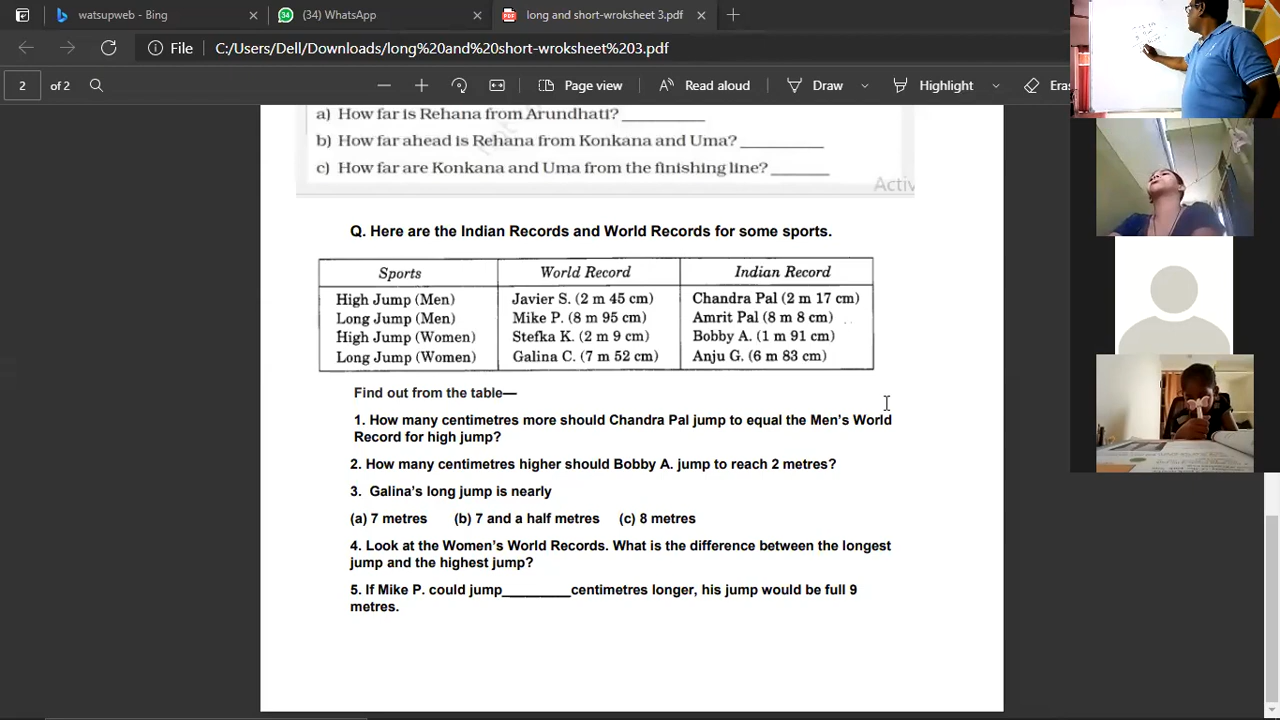 watsupweb - Bing
(34) WhatsApp
long and short-wroksheet 3.pdf
File
C:/Users/Dell/Downloads/long%20and%20short-wroksheet%203.pdf
2 of 2
Page view
Read aloud
Draw
Highlight
Eras
a) How far is Rehana from Arundhati? ________
b) How far ahead is Rehana from Konkana and Uma? ________
c) How far are Konkana and Uma from the finishing line? ______
Activ
Q. Here are the Indian Records and World Records for some sports.
Sports World Record Indian Record
High Jump (Men) Javier S. (2 m 45 cm) Chandra Pal (2 m 17 cm)
Long Jump (Men) Mike P. (8 m 95 cm) Amrit Pal (8 m 8 cm)
High Jump (Women) Stefka K. (2 m 9 cm) Bobby A. (1 m 91 cm)
Long Jump (Women) Galina C. (7 m 52 cm) Anju G. (6 m 83 cm)
Find out from the table—
1. How many centimetres more should Chandra Pal jump to equal the Men's World
Record for high jump?
2. How many centimetres higher should Bobby A. jump to reach 2 metres?
3. Galina's long jump is nearly
(a) 7 metres (b) 7 and a half metres (c) 8 metres
4. Look at the Women's World Records. What is the difference between the longest
jump and the highest jump?
5. If Mike P. could jump_________centimetres longer, his jump would be full 9
metres.